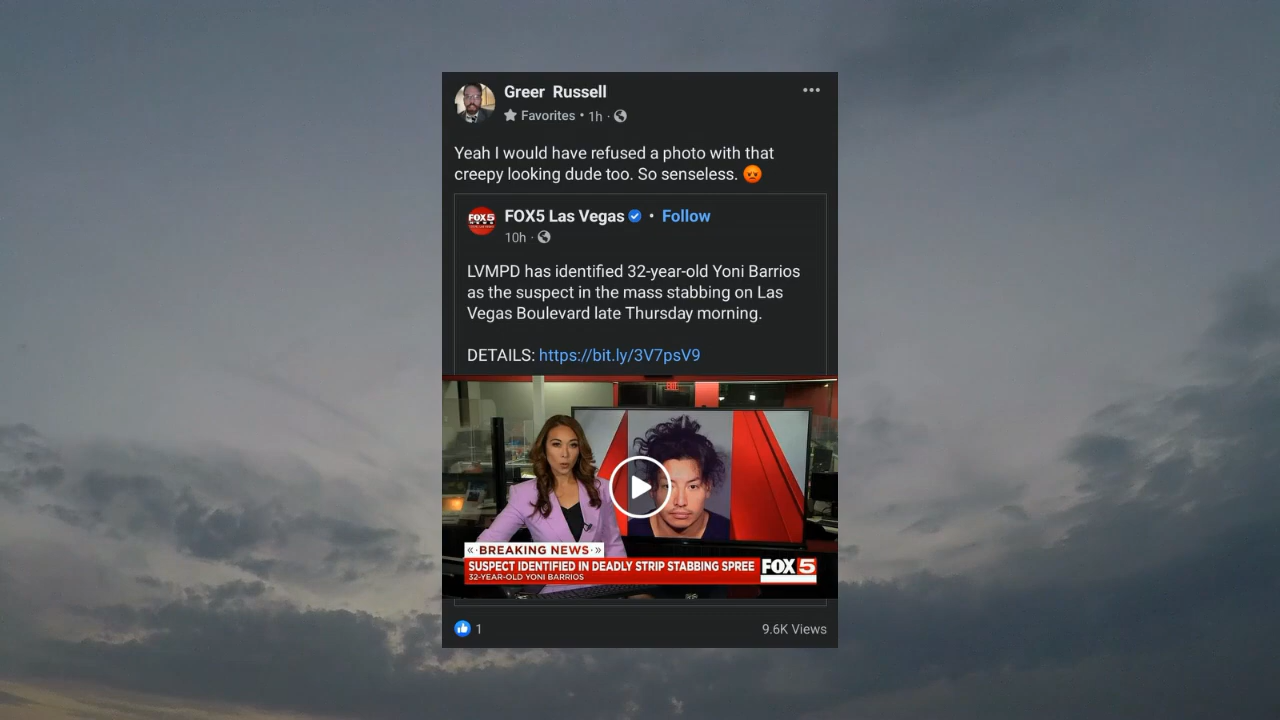 Greer Russell
Favorites • 1h ·
Yeah I would have refused a photo with that
creepy looking dude too. So senseless. 😡
FOX5
NEWS
FOX5 Las Vegas • Follow
10h ·
LVMPD has identified 32-year-old Yoni Barrios
as the suspect in the mass stabbing on Las
Vegas Boulevard late Thursday morning.
DETAILS: https://bit.ly/3V7psV9
«·BREAKING NEWS·»
SUSPECT IDENTIFIED IN DEADLY STRIP STABBING SPREE
32-YEAR-OLD YONI BARRIOS
FOX 5
1
9.6K Views